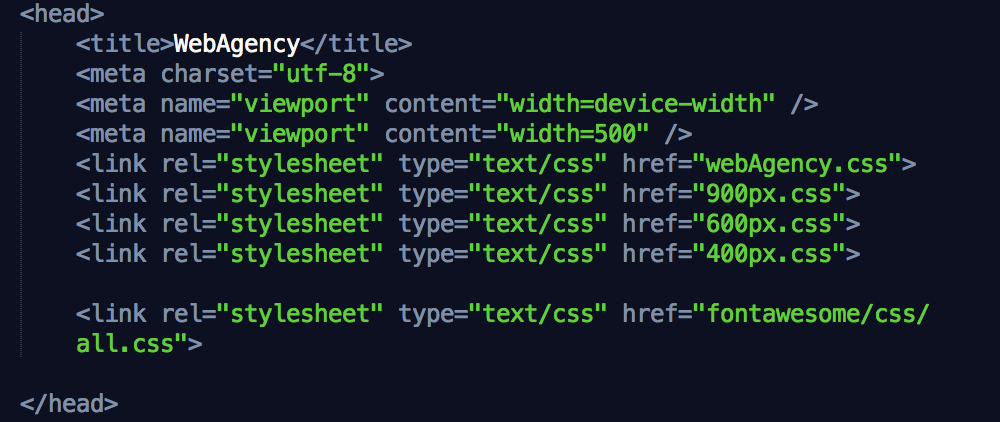 <head>
<title>WebAgency</title>
<meta charset="utf-8">
<meta name="viewport" content="width=device-width" />
<meta name="viewport" content="width=500" />
<link rel="stylesheet" type="text/css" href="webAgency.css">
<link rel="stylesheet" type="text/css" href="900px.css">
<link rel="stylesheet" type="text/css" href="600px.css">
<link rel="stylesheet" type="text/css" href="400px.css">
<link rel="stylesheet" type="text/css" href="fontawesome/css/
all.css">
</head>